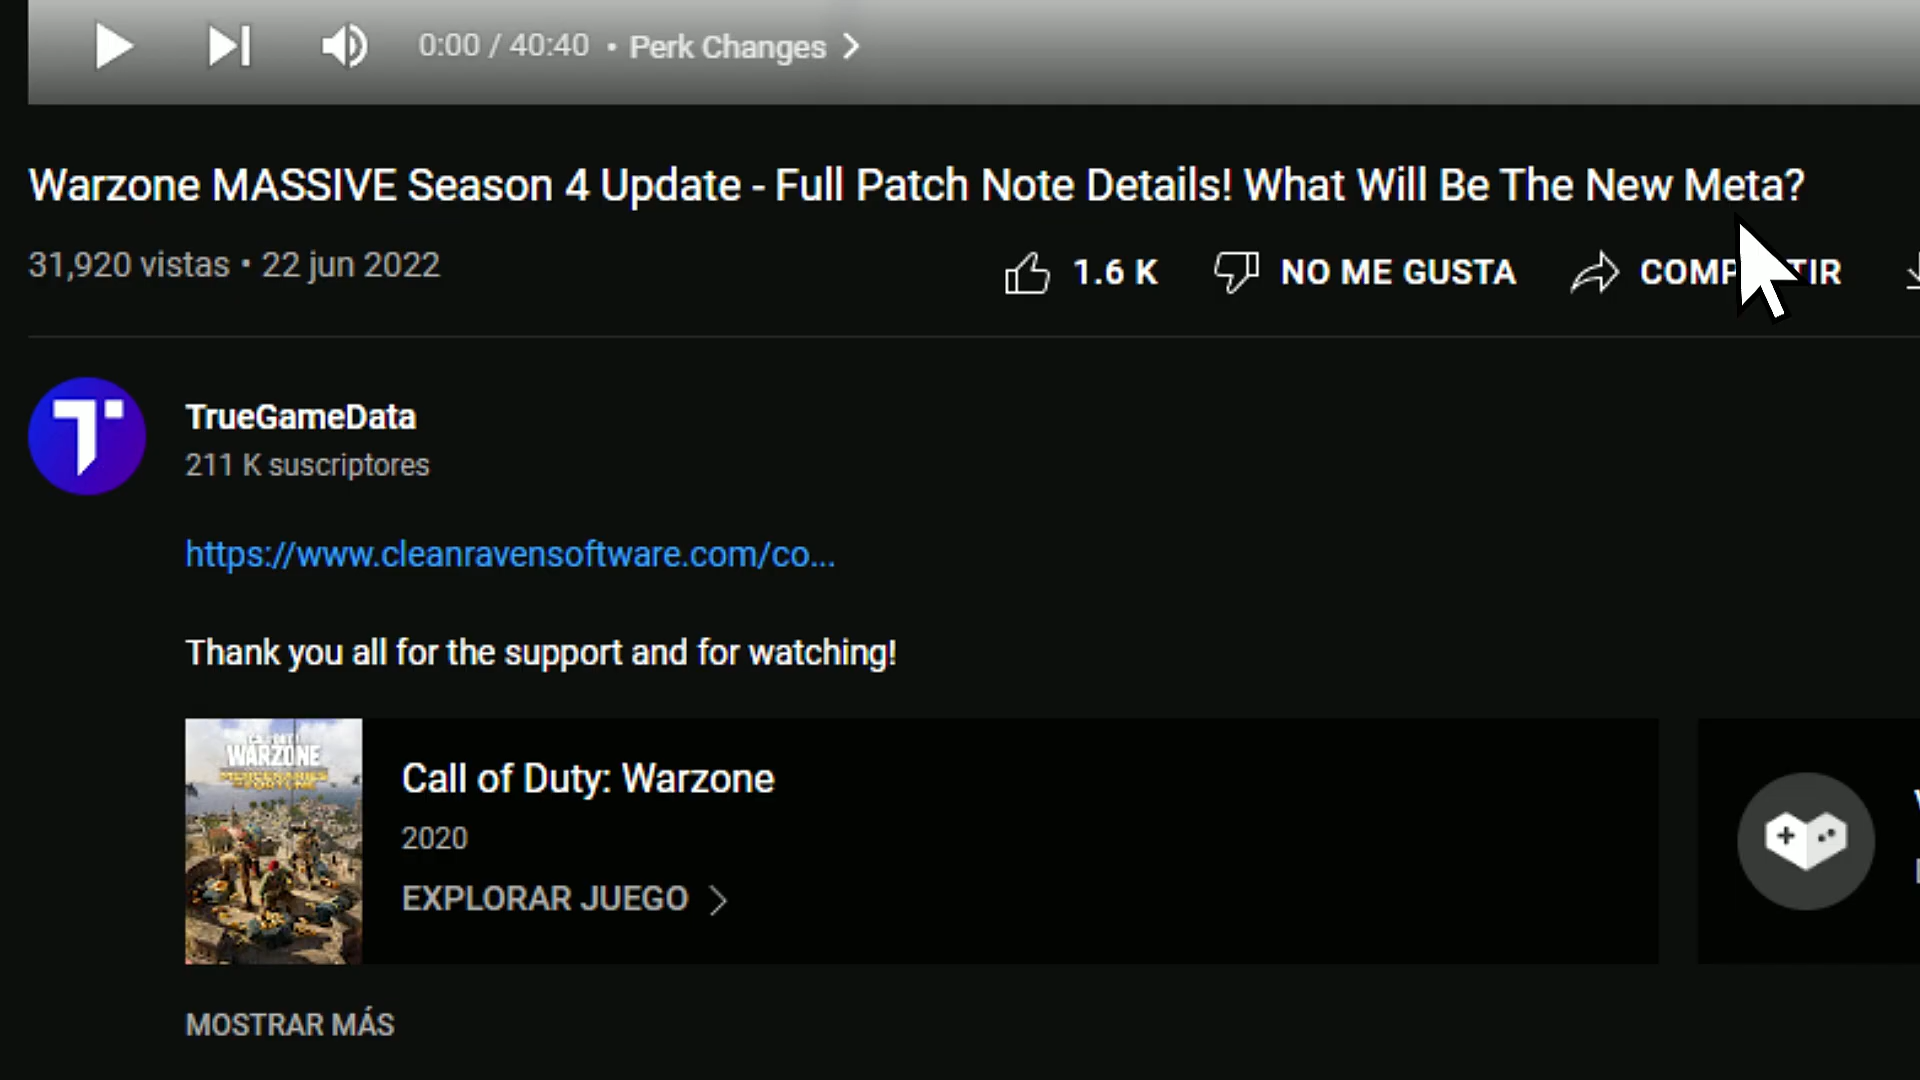 0:00 / 40:40 • Perk Changes
Warzone MASSIVE Season 4 Update - Full Patch Note Details! What Will Be The New Meta?
31,920 vistas • 22 jun 2022
1.6 K NO ME GUSTA
TrueGameData
211 K suscriptores
https://www.cleanravensoftware.com/co...
Thank you all for the support and for watching!
WARZONE
Call of Duty: Warzone
2020
EXPLORAR JUEGO
MOSTRAR MÁS